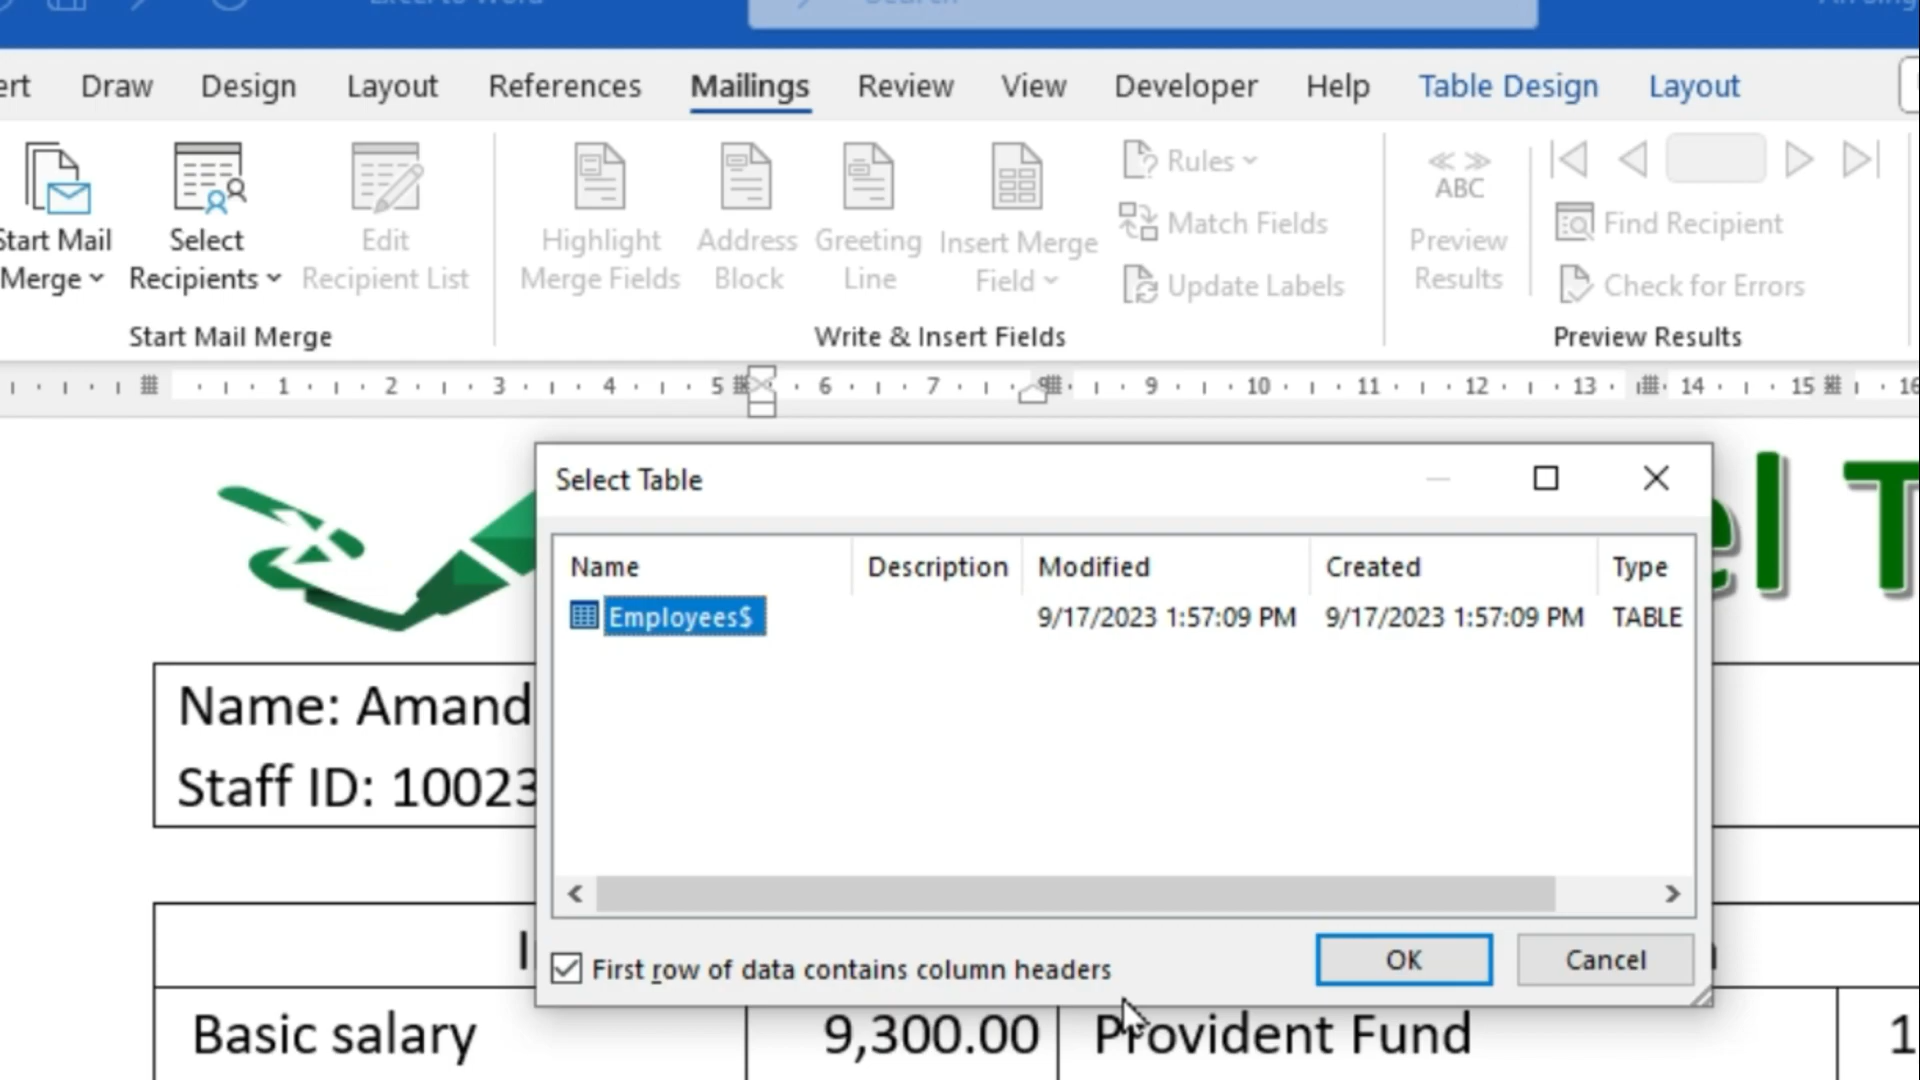 Draw Design Layout References Mailings Review View Developer Help Table Design Layout
Start Mail Merge
Select Recipients
Edit Recipient List
Highlight Merge Fields
Address Block
Greeting Line
Insert Merge Field
Rules
Match Fields
Update Labels
ABC
Preview Results
Find Recipient
Check for Errors
Start Mail Merge
Write & Insert Fields
Preview Results
1 2 3 4 5 6 7 9 10 11 12 13 14 15 16
Select Table
Name Description Modified Created Type
Employees$ 9/17/2023 1:57:09 PM 9/17/2023 1:57:09 PM TABLE
First row of data contains column headers
OK
Cancel
Name: Amand
Staff ID: 10023
Basic salary 9,300.00 Provident Fund 1